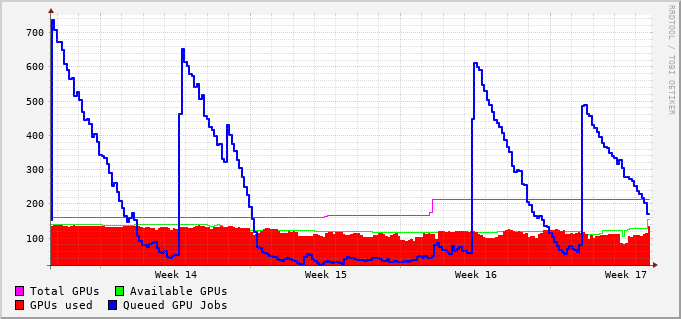 RRDTOOL / TOBI OETIKER
700
600
500
400
300
200
100
Week 14 Week 15 Week 16 Week 17
Total GPUs Available GPUs
GPUs used Queued GPU Jobs